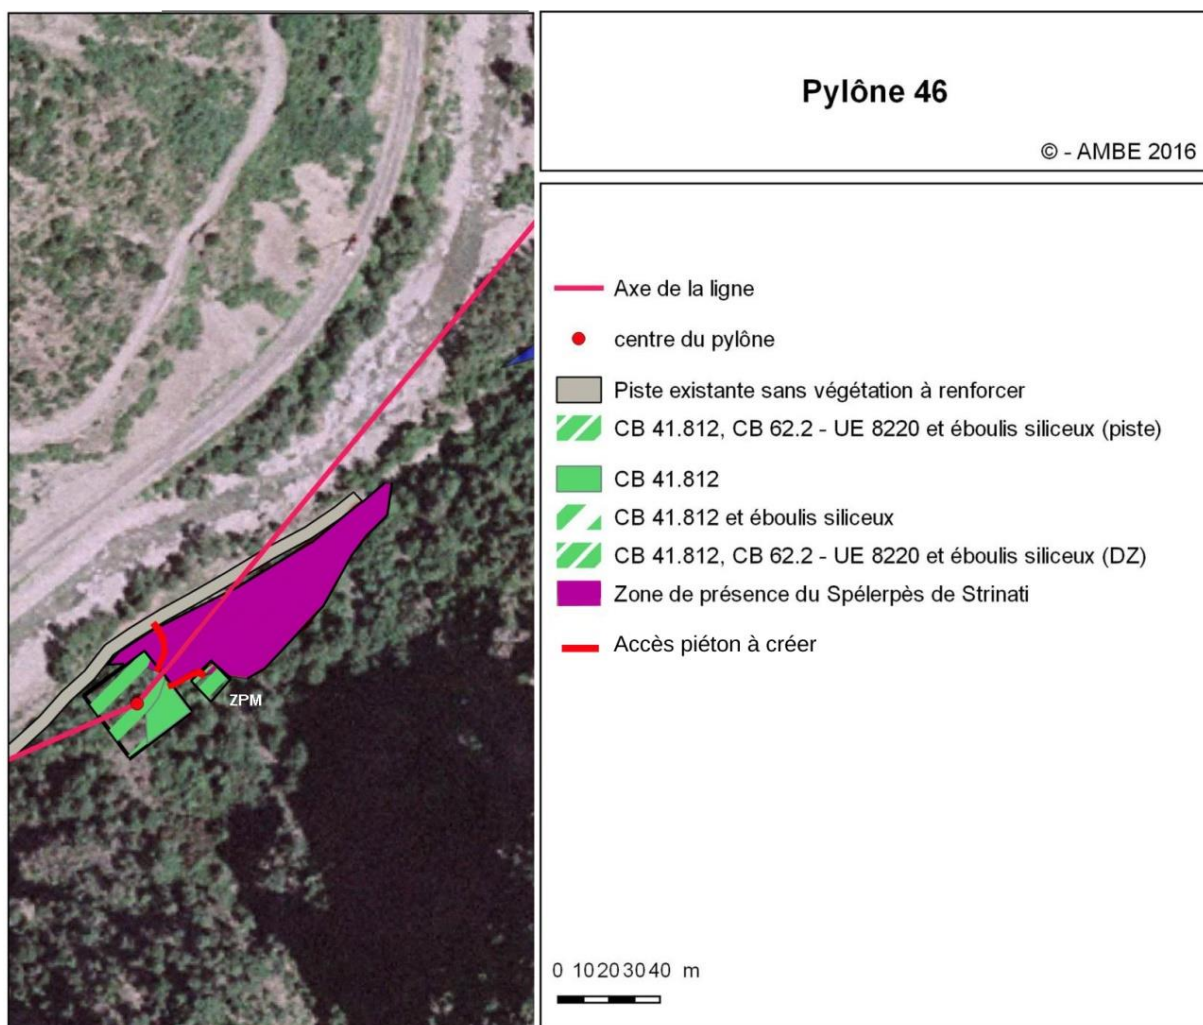 Pylône 46
© - AMBE 2016
Axe de la ligne
centre du pylône
Piste existante sans végétation à renforcer
CB 41.812, CB 62.2 - UE 8220 et éboulis siliceux (piste)
CB 41.812
CB 41.812 et éboulis siliceux
CB 41.812, CB 62.2 - UE 8220 et éboulis siliceux (DZ)
Zone de présence du Spélerpès de Strinati
Accès piéton à créer
ZPM
0 10 20 30 40 m